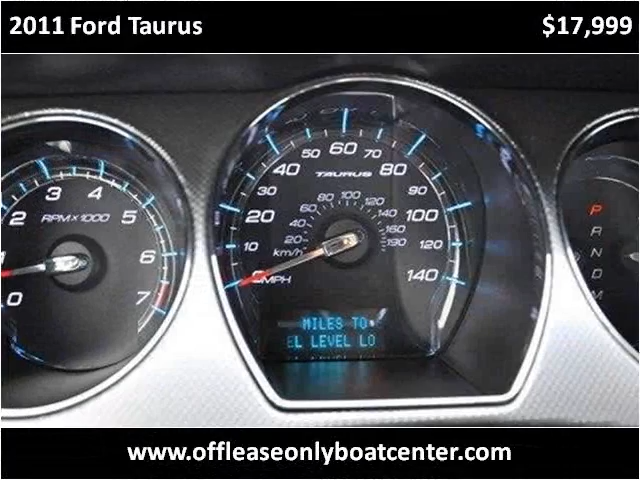 2011 Ford Taurus $17,999
0 1 2 3 4 5 6 7
RPM×1000
0 10 20 30 40 50 60 70 80 90 100 120 140
TAURUS
20 40 60 80 100 120 140 160 190
km/h
MPH
MILES TO
EL LEVEL LO
P
R
N
D
M
www.offleaseonlyboatcenter.com